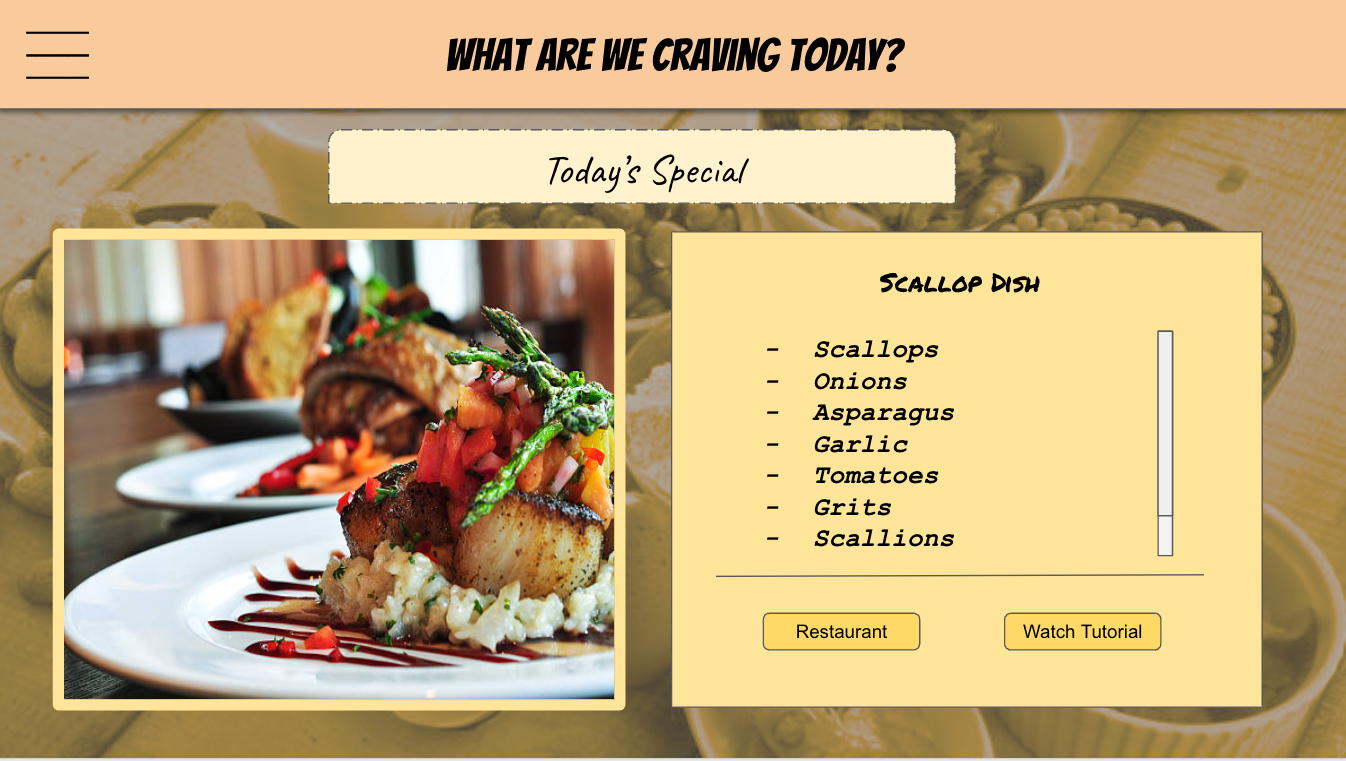 WHAT ARE WE CRAVING TODAY?
Today's Special
Scallop Dish
- Scallops
- Onions
- Asparagus
- Garlic
- Tomatoes
- Grits
- Scallions
Restaurant
Watch Tutorial